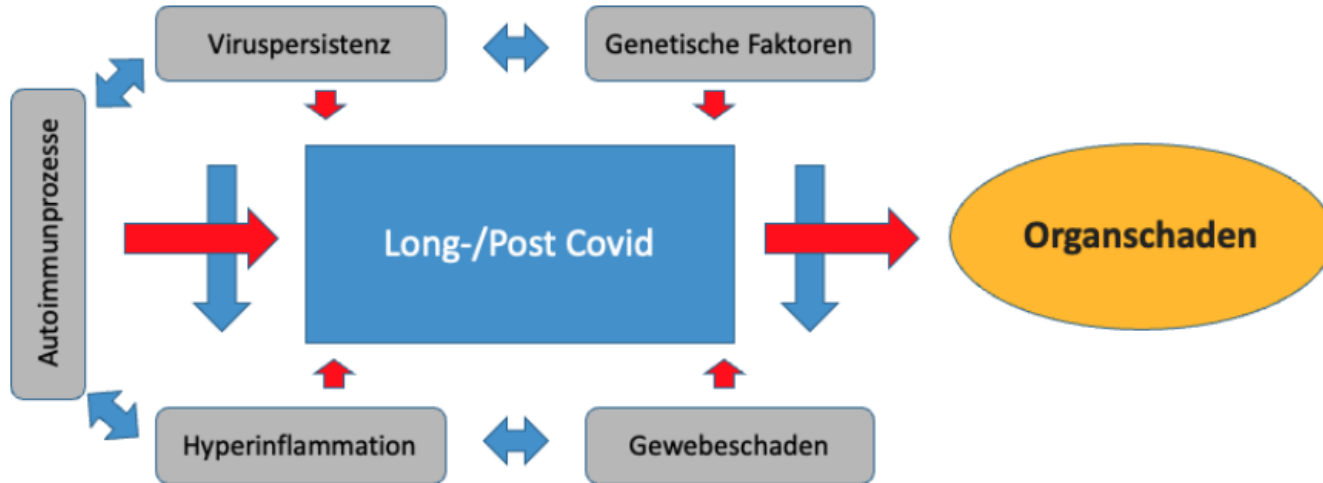 Viruspersistenz
Genetische Faktoren
Autoimmunprozesse
Long-/Post Covid
Organschaden
Hyperinflammation
Gewebeschaden